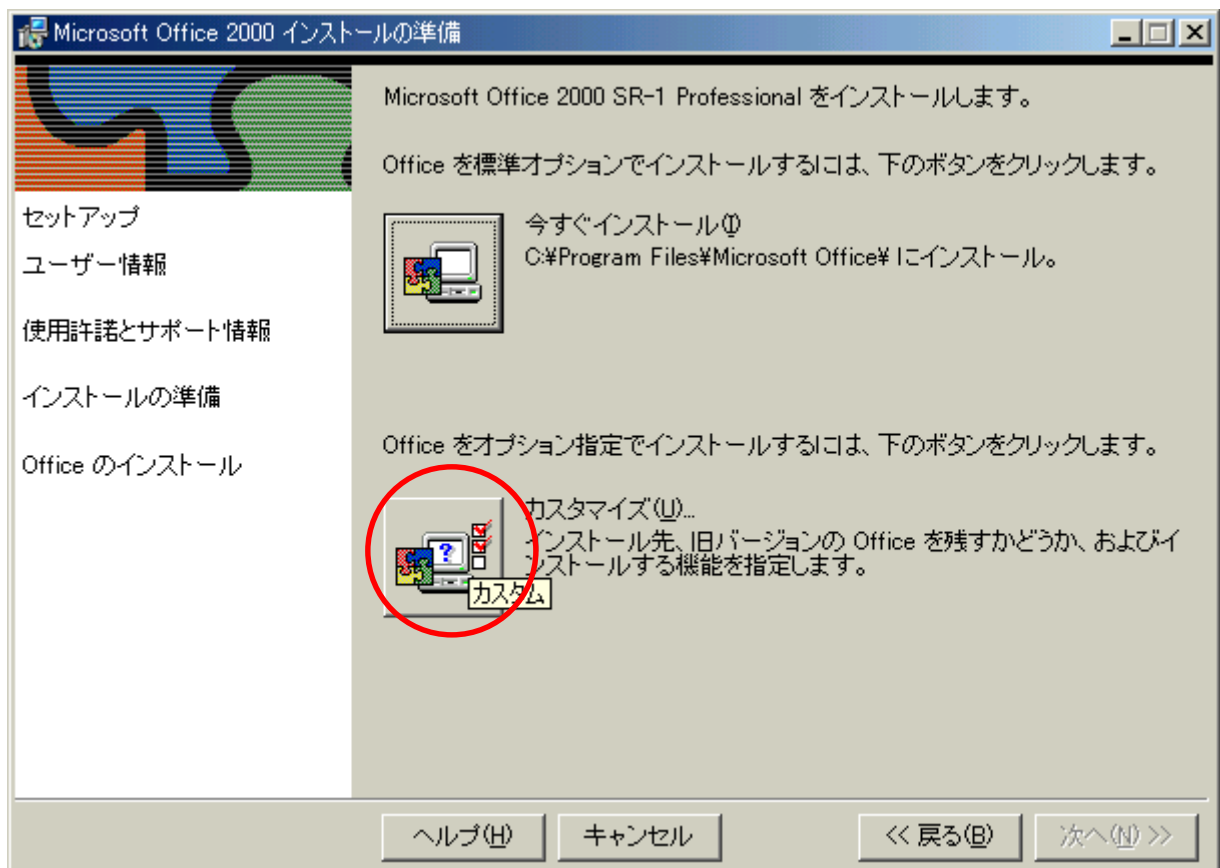 Microsoft Office 2000 インストールの準備
Microsoft Office 2000 SR-1 Professional をインストールします。
Office を標準オプションでインストールするには、下のボタンをクリックします。
今すぐインストール(I)
C:¥Program Files¥Microsoft Office¥ にインストール。
セットアップ
ユーザー情報
使用許諾とサポート情報
インストールの準備
Office のインストール
Office をオプション指定でインストールするには、下のボタンをクリックします。
カスタマイズ(U)...
インストール先、旧バージョンの Office を残すかどうか、およびイ
ンストールする機能を指定します。
カスタム
ヘルプ(H)
キャンセル
<< 戻る(B)
次へ(N) >>